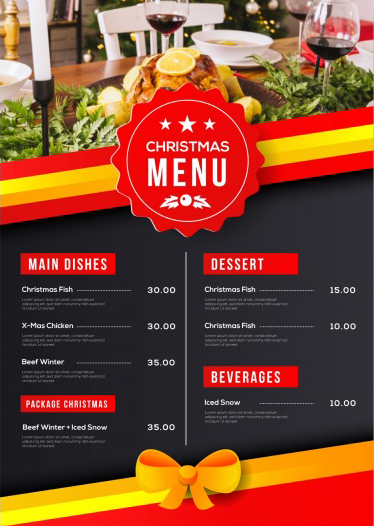 CHRISTMAS
MENU
MAIN DISHES
Christmas Fish 30.00
Lorem ipsum dolor sit amet, consectetuer
adipiscing elit, sed diam nonummy nibh euismod
tincidunt ut laoreet
X-Mas Chicken 30.00
Lorem ipsum dolor sit amet, consectetuer
adipiscing elit, sed diam nonummy nibh euismod
tincidunt ut laoreet
Beef Winter 35.00
Lorem ipsum dolor sit amet, consectetuer
adipiscing elit, sed diam nonummy nibh euismod
tincidunt ut laoreet
PACKAGE CHRISTMAS
Beef Winter + Iced Snow 35.00
Lorem ipsum dolor sit amet, consectetuer
adipiscing elit, sed diam nonummy nibh euismod
tincidunt ut laoreet
DESSERT
Christmas Fish 15.00
Lorem ipsum dolor sit amet, consectetuer
adipiscing elit, sed diam nonummy nibh euismod
tincidunt ut laoreet
Christmas Fish 10.00
Lorem ipsum dolor sit amet, consectetuer
adipiscing elit, sed diam nonummy nibh euismod
tincidunt ut laoreet
BEVERAGES
Iced Snow 10.00
Lorem ipsum dolor sit amet, consectetuer
adipiscing elit, sed diam nonummy nibh euismod
tincidunt ut laoreet